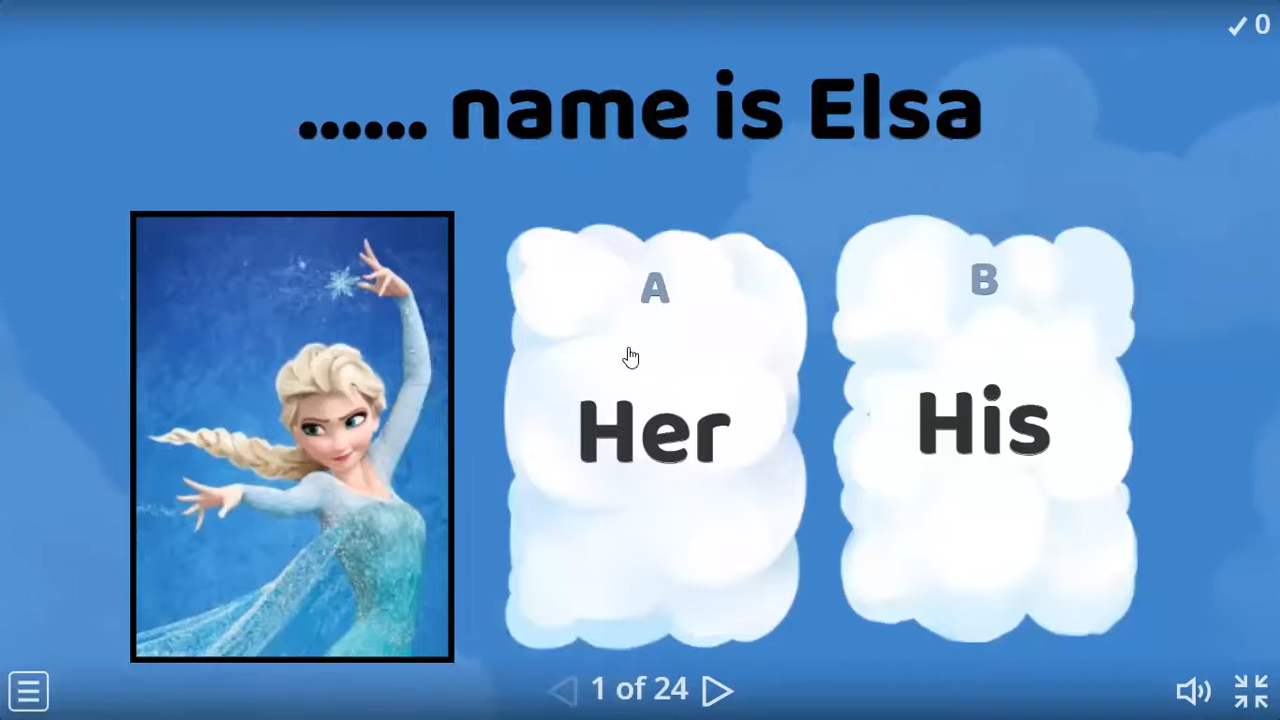 ✓ 0
...... name is Elsa
A
Her
B
His
1 of 24